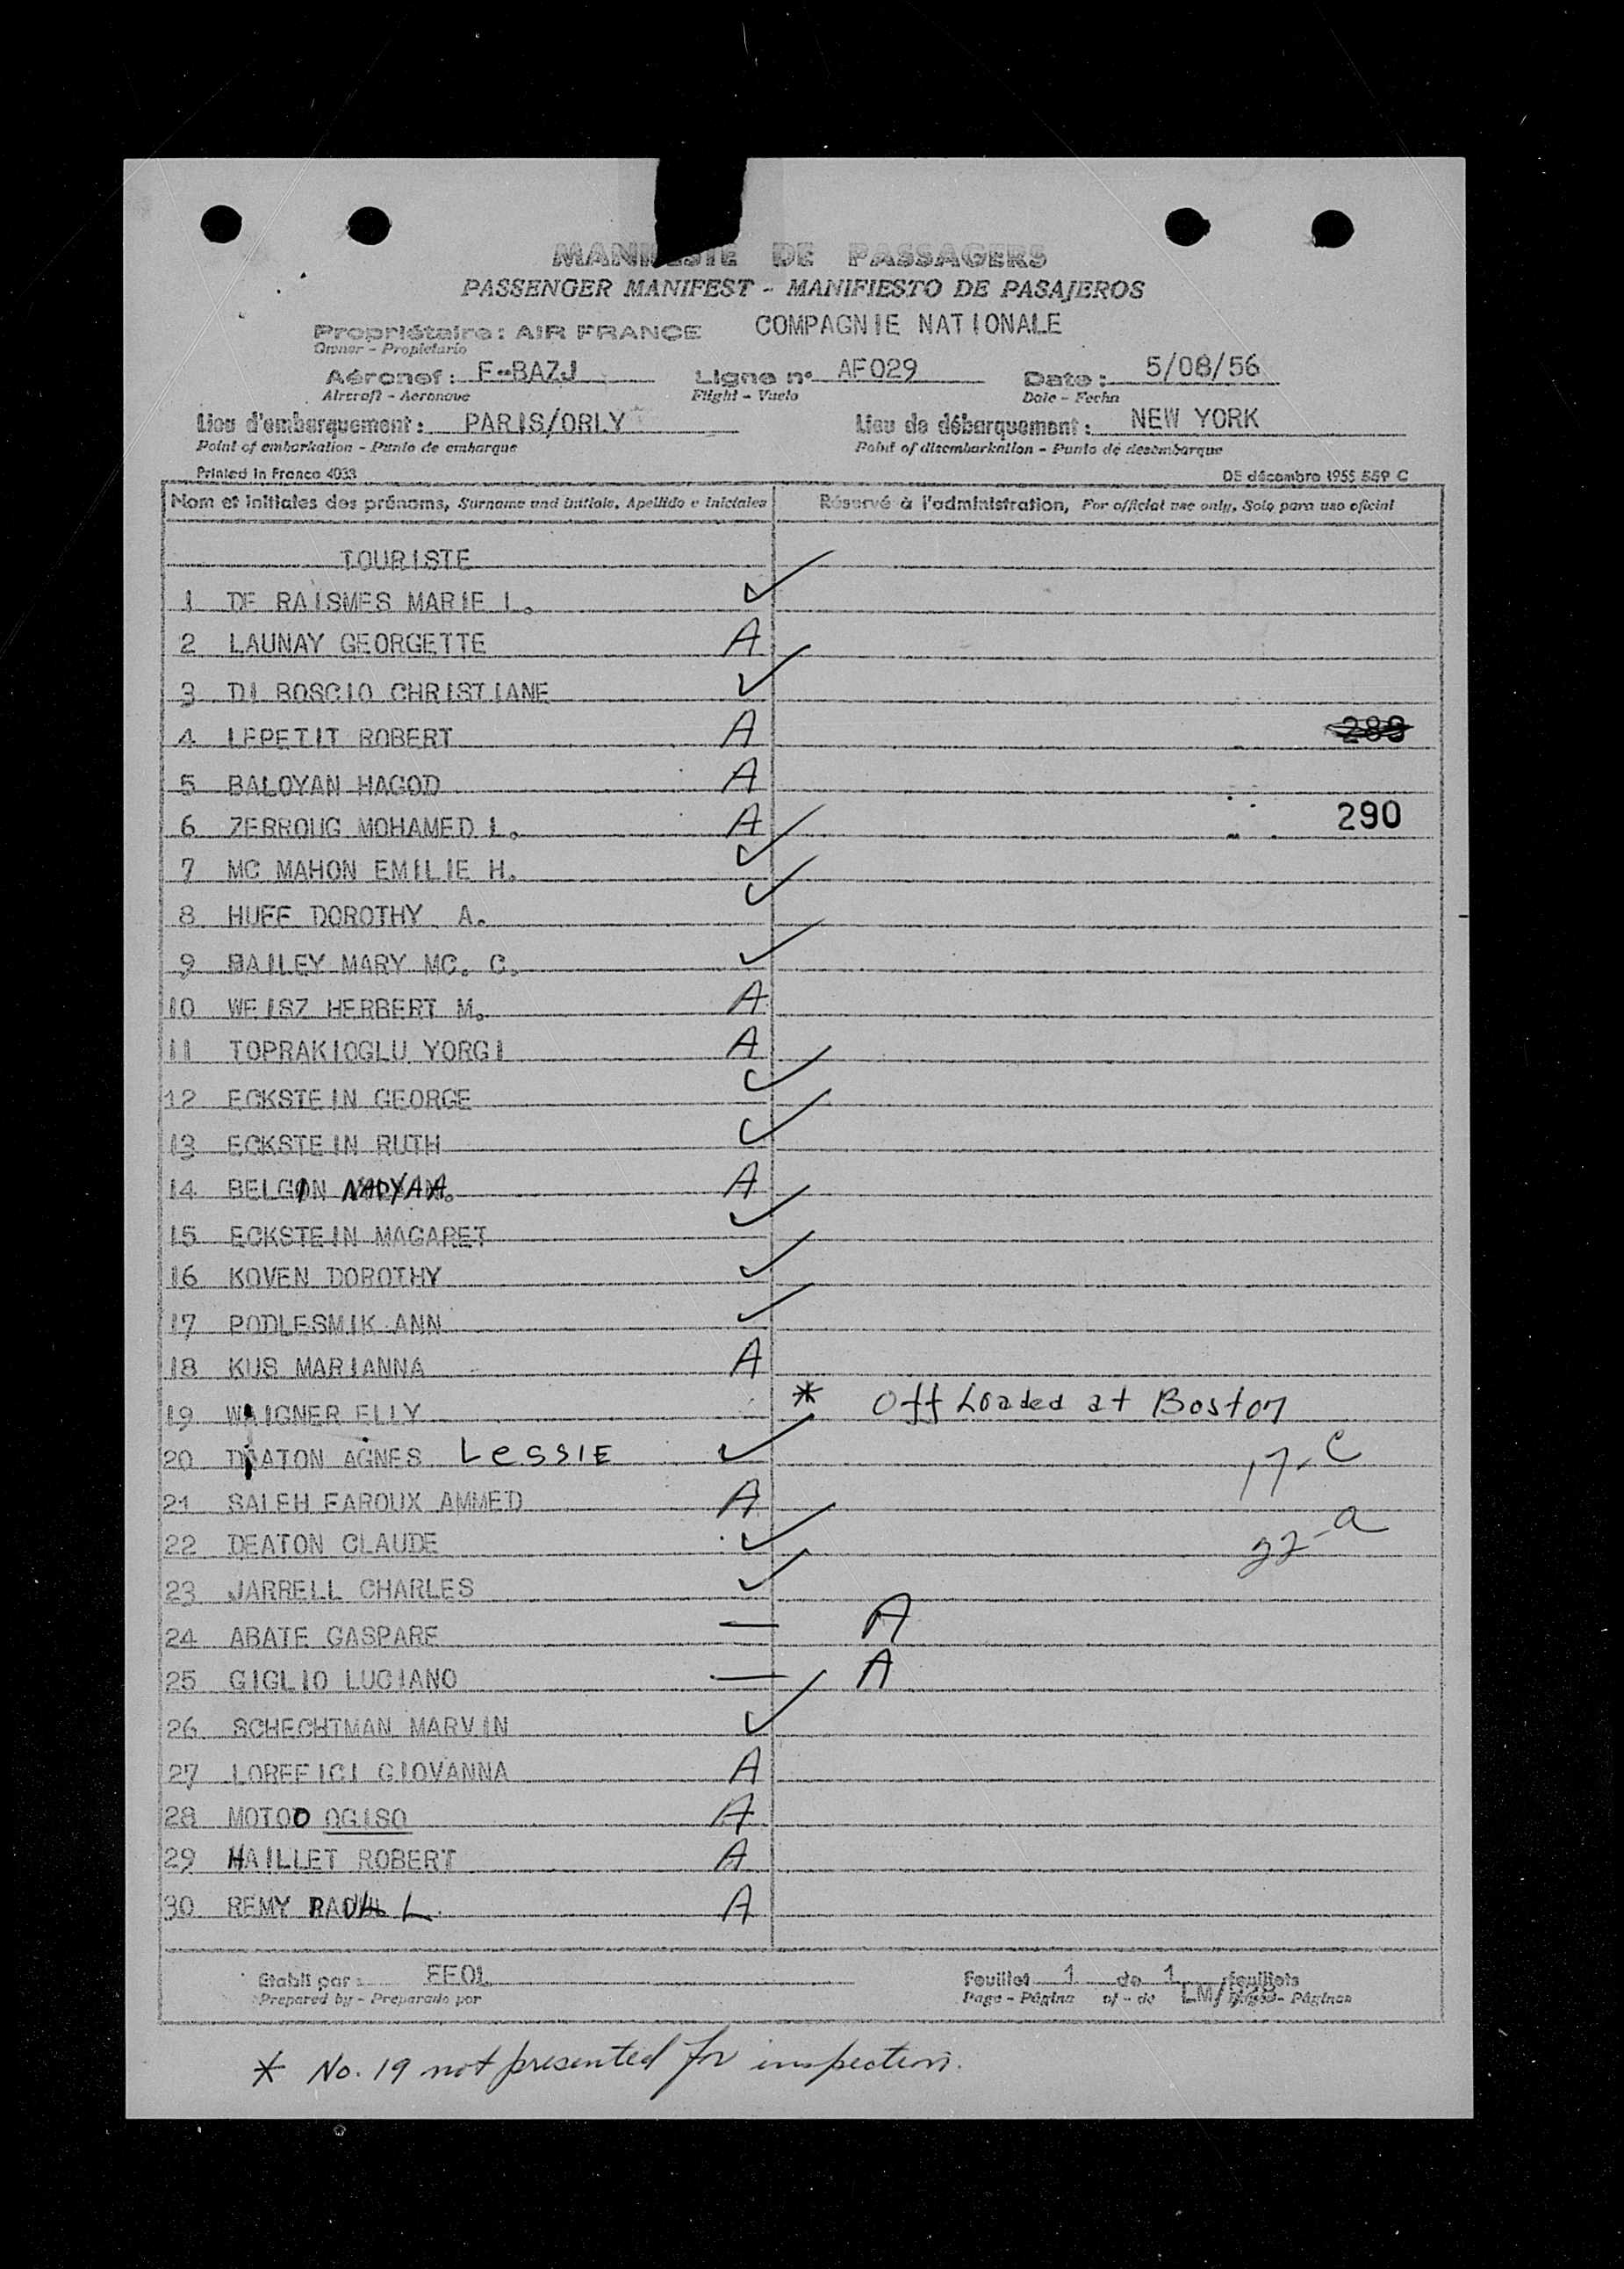 MANIFESTE DE PASSAGERS
PASSENGER MANIFEST - MANIFIESTO DE PASAJEROS
Propriétaire : AIR FRANCE COMPAGNIE NATIONALE
Owner - Propietario
Aéronef : F-BAZJ Ligne n° AF029 Date : 5/08/56
Aircraft - Aeronave Flight - Vuelo Date - Fecha
Lieu d'embarquement : PARIS/ORLY Lieu de débarquement : NEW YORK
Point of embarkation - Punto de embarque Point of disembarkation - Punto de desembarque
Printed in France 4033 DE décembre 1955 559 C
Nom et initiales des prénoms, Surname and initials, Apellido e iniciales Réservé à l'administration, For official use only, Solo para uso oficial
TOURISTE
1 DE RAISMES MARIE L. ✓
2 LAUNAY GEORGETTE A
3 DI BOSCIO CHRISTIANE ✓
4 LEPETIT ROBERT A 289
5 BALOYAN HAGOD A
6 ZERROUG MOHAMED L. A 290
7 MC MAHON EMILIE H. ✓
8 HUFF DOROTHY A. ✓
9 BAILEY MARY MC. C. ✓
10 WEISZ HERBERT M. A
11 TOPRAKIOGLU YORGI A
12 ECKSTEIN GEORGE ✓
13 ECKSTEIN RUTH ✓
14 A
15 ECKSTEIN MAGARET ✓
16 KOVEN DOROTHY ✓
17 PODLESMIK ANN ✓
18 KUS MARIANNA A
19 WAIGNER ELLY * Off Loaded at Boston
20 DEATON AGNES LeSSIE ✓ 17-C
21 SALEH FAROUX AMMED A
22 DEATON CLAUDE ✓ 22-a
23 JARRELL CHARLES ✓
24 ABATE GASPARE — A
25 GIGLIO LUCIANO — A
26 SCHECHTMAN MARVIN ✓
27 LOREFICI GIOVANNA A
28 MOTOO OGISO A
29 HAILLET ROBERT A
30 REMY PAUL L A
Etabli par : FFOL Feuillet 1 de 1 feuillets
Prepared by - Preparado por Page - Página of - de LM/ pages - Páginas
* No. 19 not presented for inspection.